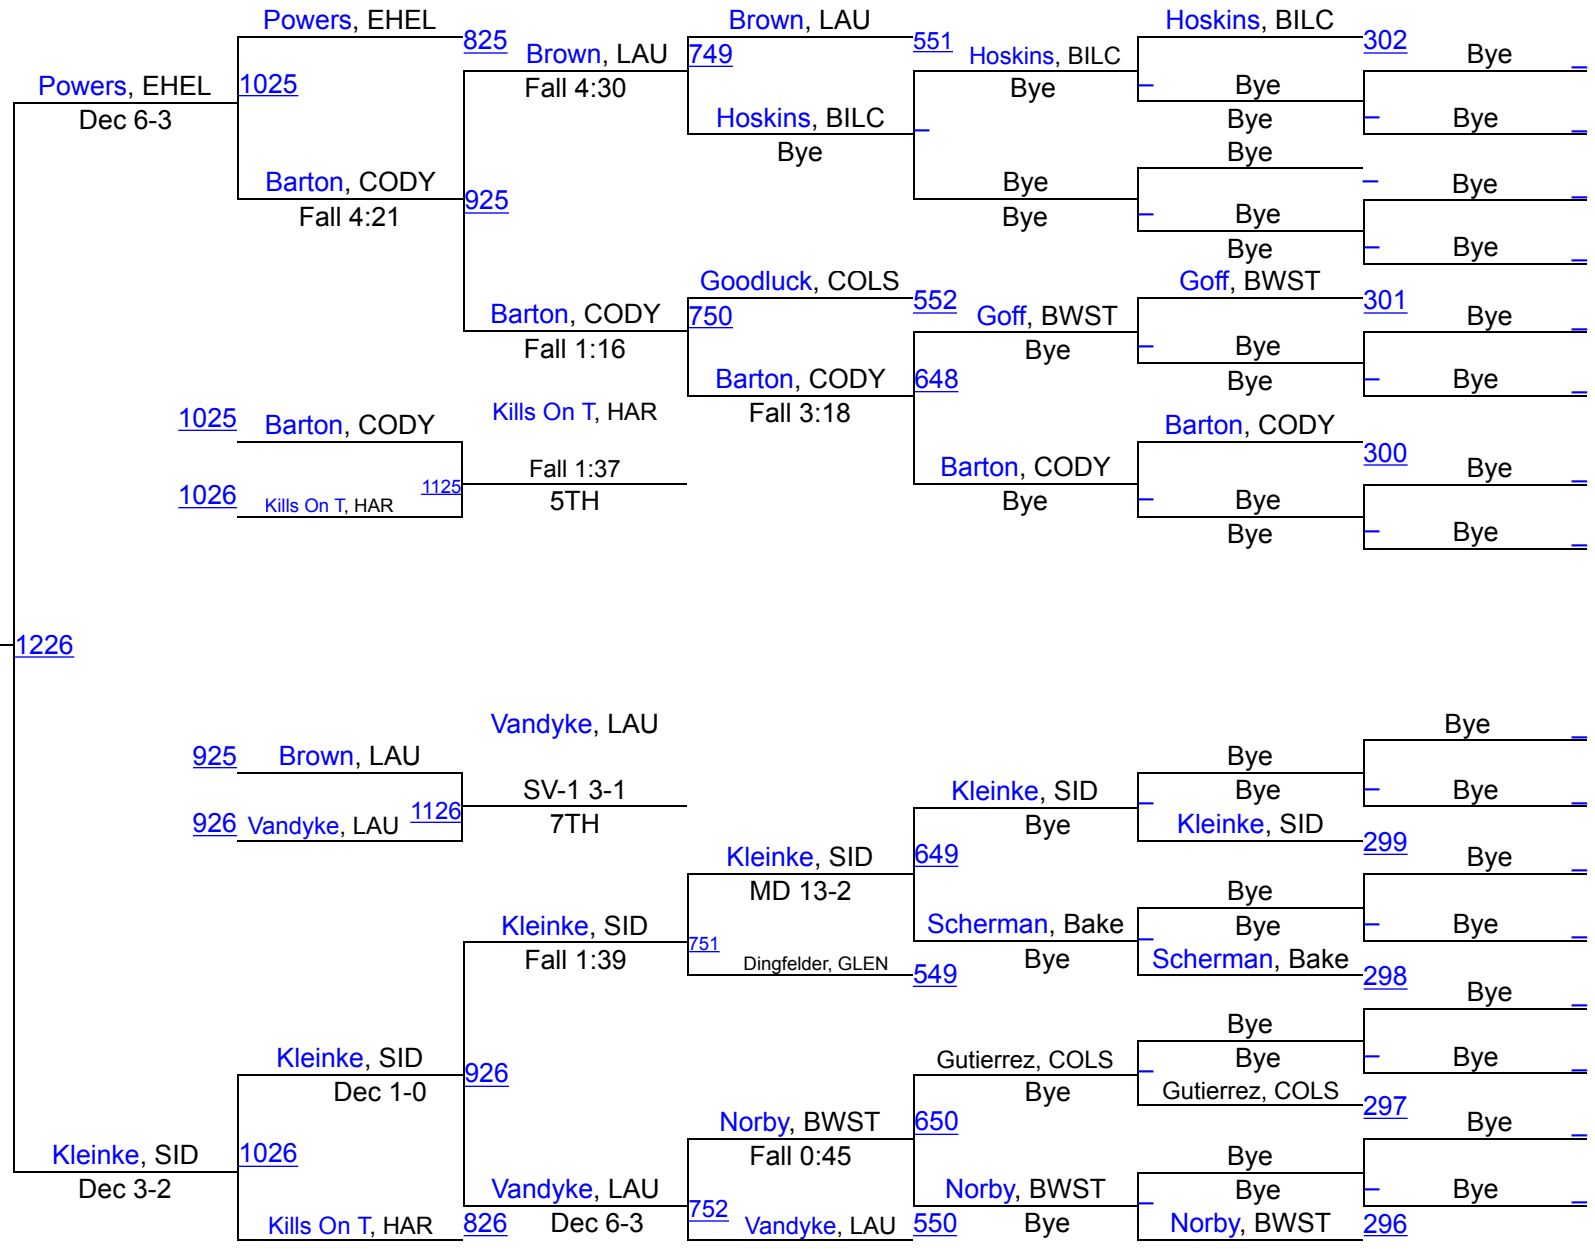 Powers, EHEL
825
Brown, LAU
Hoskins, BILC
302
Bye
Brown, LAU
749
551
Hoskins, BILC
Powers, EHEL
1025
Fall 4:30
Bye
Bye
Dec 6-3
Hoskins, BILC
Bye
Bye
Bye
Bye
Barton, CODY
925
Bye
Bye
Fall 4:21
Bye
Bye
Bye
Bye
Goodluck, COLS
552
Goff, BWST
301
Barton, CODY
750
Goff, BWST
Bye
Fall 1:16
Bye
Bye
Barton, CODY
648
Bye
Bye
1025
Barton, CODY
Kills On T, HAR
Fall 3:18
Barton, CODY
300
Fall 1:37
Barton, CODY
Bye
1026
Kills On T, HAR
1125
5TH
Bye
Bye
Bye
Bye
1226
Vandyke, LAU
Bye
925
Brown, LAU
Bye
SV-1 3-1
Kleinke, SID
Bye
Bye
926
Vandyke, LAU
1126
7TH
Bye
Kleinke, SID
299
Kleinke, SID
649
Bye
MD 13-2
Bye
Kleinke, SID
Scherman, Bake
Bye
Bye
751
Fall 1:39
Dingfelder, GLEN
549
Bye
Scherman, Bake
298
Bye
Bye
Kleinke, SID
926
Gutierrez, COLS
Bye
Bye
Dec 1-0
Bye
Gutierrez, COLS
297
Norby, BWST
650
Bye
Kleinke, SID
1026
Fall 0:45
Bye
Dec 3-2
Vandyke, LAU
Norby, BWST
Bye
Bye
752
Kills On T, HAR
826
Dec 6-3
Vandyke, LAU
550
Bye
Norby, BWST
296